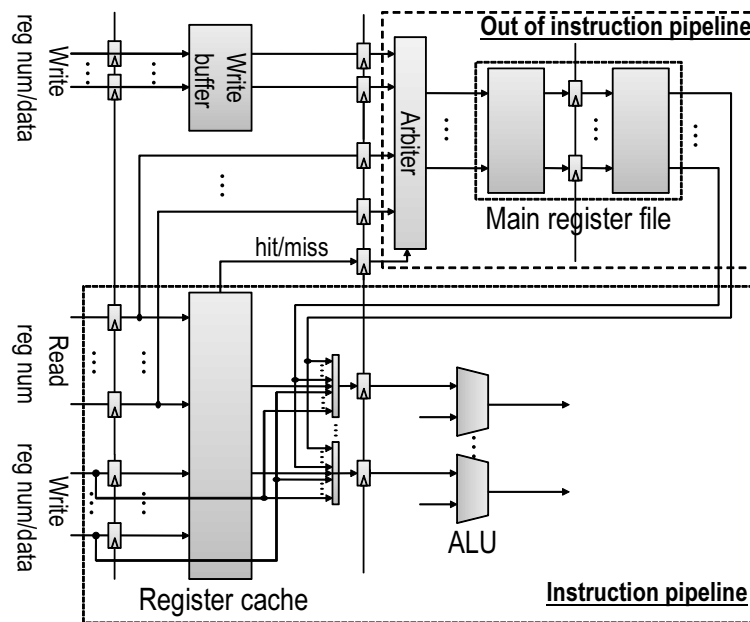 Out of instruction pipeline
Write
reg num/data
Write
buffer
Arbiter
Main register file
hit/miss
Read
reg num
Write
reg num/data
ALU
Register cache
Instruction pipeline